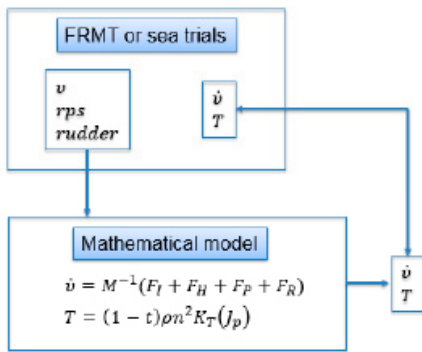 FRMT or sea trials
υ
rps
rudder
υ̇
T
Mathematical model
υ̇ = M⁻¹(F_I + F_H + F_P + F_R)
T = (1 − t)ρn²K_T(J_p)
υ̇
T